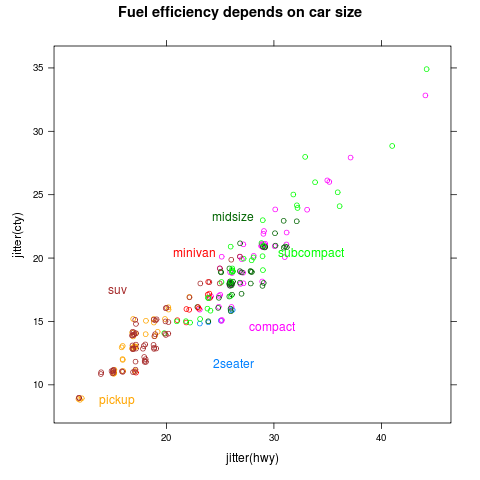 Fuel efficiency depends on car size
jitter(cty)
35
30
25
20
15
10
midsize
minivan
subcompact
suv
compact
2seater
pickup
20
30
40
jitter(hwy)